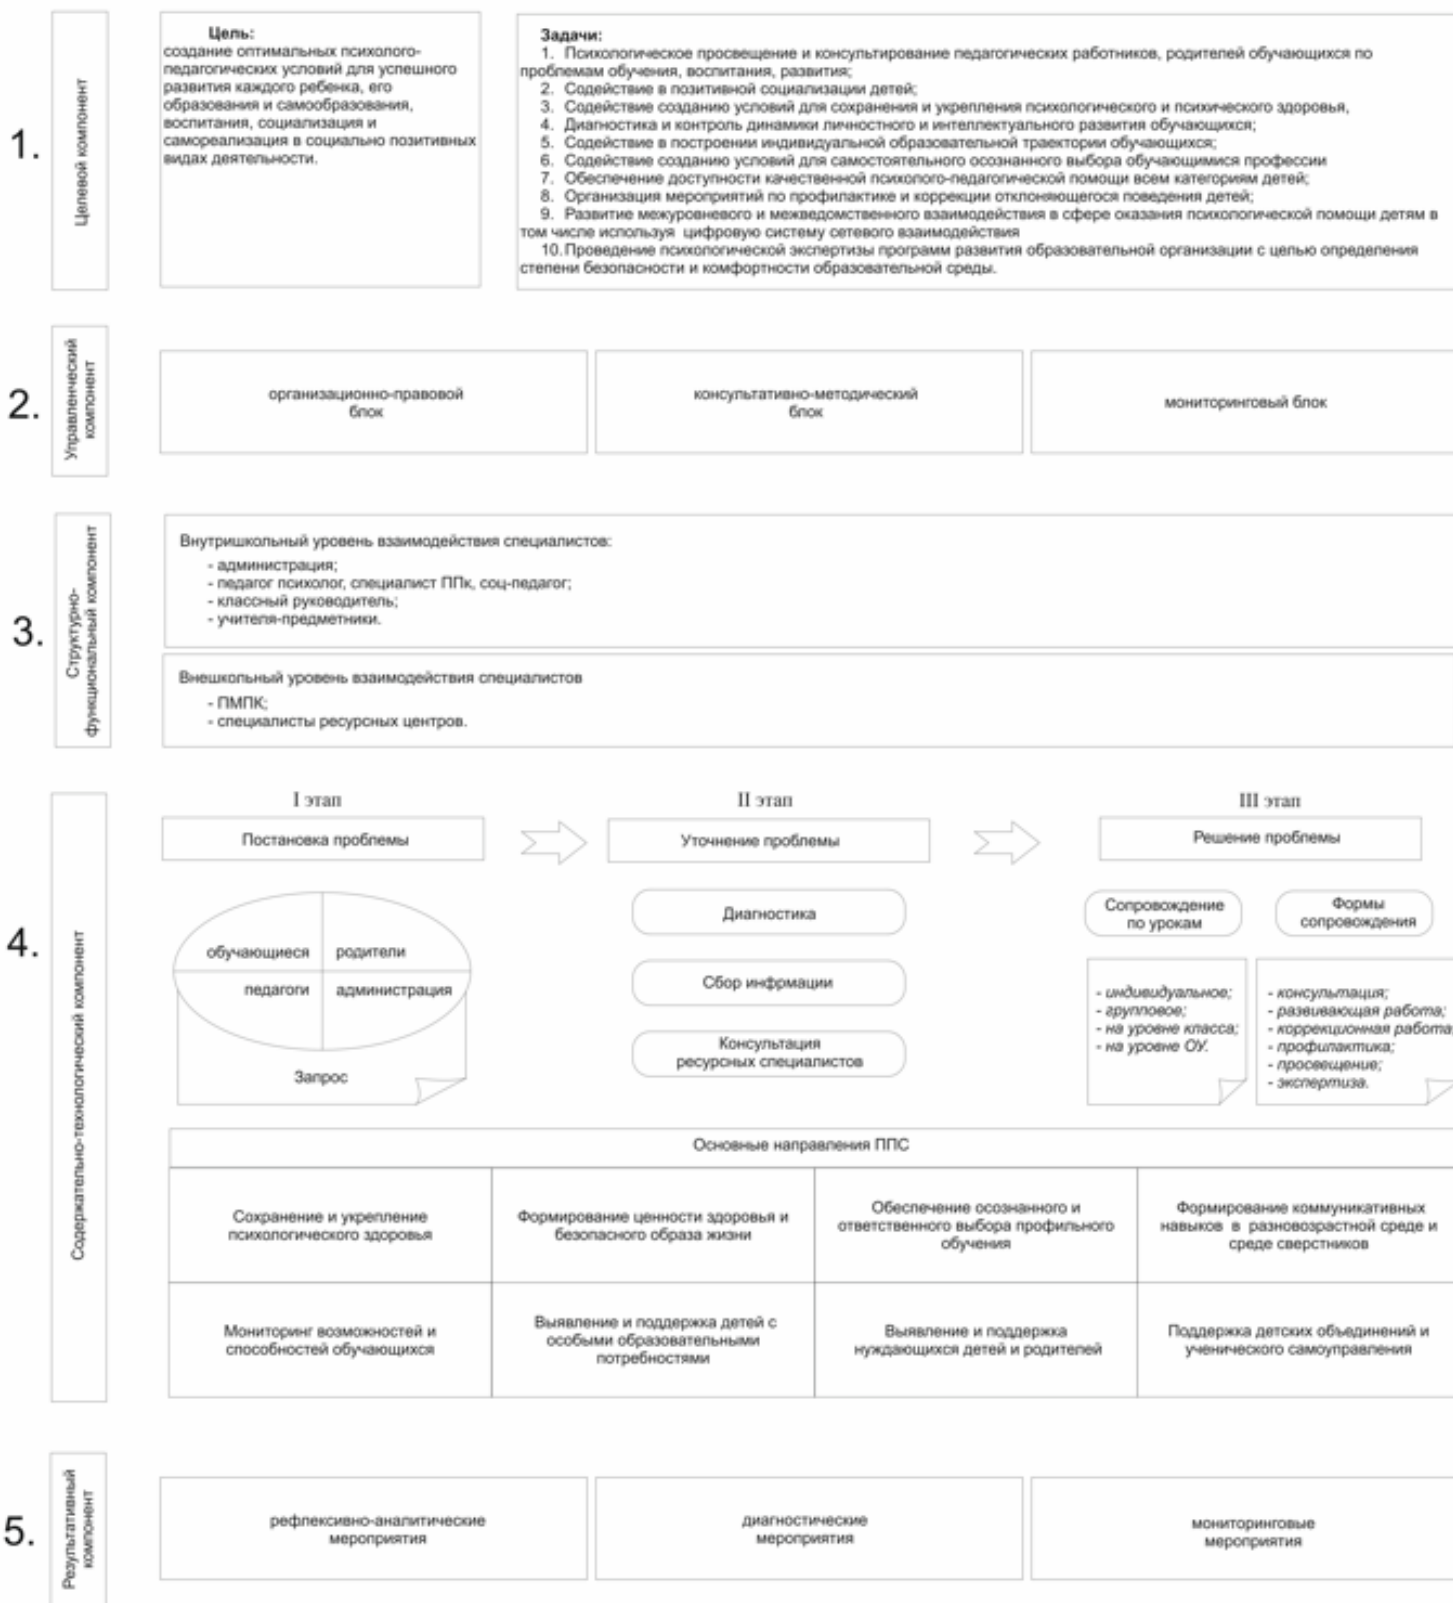 1.
Целевой компонент
Цель:
создание оптимальных психолого-
педагогических условий для успешного
развития каждого ребенка, его
образования и самообразования,
воспитания, социализация и
самореализация в социально позитивных
видах деятельности.
Задачи:
1. Психологическое просвещение и консультирование педагогических работников, родителей обучающихся по
проблемам обучения, воспитания, развития;
2. Содействие в позитивной социализации детей;
3. Содействие созданию условий для сохранения и укрепления психологического и психического здоровья,
4. Диагностика и контроль динамики личностного и интеллектуального развития обучающихся;
5. Содействие в построении индивидуальной образовательной траектории обучающихся;
6. Содействие созданию условий для самостоятельного осознанного выбора обучающимися профессии
7. Обеспечение доступности качественной психолого-педагогической помощи всем категориям детей;
8. Организация мероприятий по профилактике и коррекции отклоняющегося поведения детей;
9. Развитие межуровневого и межведомственного взаимодействия в сфере оказания психологической помощи детям в
том числе используя цифровую систему сетевого взаимодействия
10. Проведение психологической экспертизы программ развития образовательной организации с целью определения
степени безопасности и комфортности образовательной среды.
2.
Управленческий
компонент
организационно-правовой
блок
консультативно-методический
блок
мониторинговый блок
3.
Структурно-
функциональный компонент
Внутришкольный уровень взаимодействия специалистов:
- администрация;
- педагог психолог, специалист ППк, соц-педагог;
- классный руководитель;
- учителя-предметники.
Внешкольный уровень взаимодействия специалистов
- ПМПК;
- специалисты ресурсных центров.
4.
Содержательно-технологический компонент
I этап
Постановка проблемы
обучающиеся
родители
педагоги
администрация
Запрос
II этап
Уточнение проблемы
Диагностика
Сбор инфрмации
Консультация
ресурсных специалистов
III этап
Решение проблемы
Сопровождение
по урокам
- индивидуальное;
- групповое;
- на уровне класса;
- на уровне ОУ.
Формы
сопровождения
- консультация;
- развивающая работа;
- коррекционная работа;
- профилактика;
- просвещение;
- экспертиза.
Основные направления ППС
Сохранение и укрепление
психологического здоровья
Формирование ценности здоровья и
безопасного образа жизни
Обеспечение осознанного и
ответственного выбора профильного
обучения
Формирование коммуникативных
навыков в разновозрастной среде и
среде сверстников
Мониторинг возможностей и
способностей обучающихся
Выявление и поддержка детей с
особыми образовательными
потребностями
Выявление и поддержка
нуждающихся детей и родителей
Поддержка детских объединений и
ученического самоуправления
5.
Результативный
компонент
рефлексивно-аналитические
мероприятия
диагностические
мероприятия
мониторинговые
мероприятия